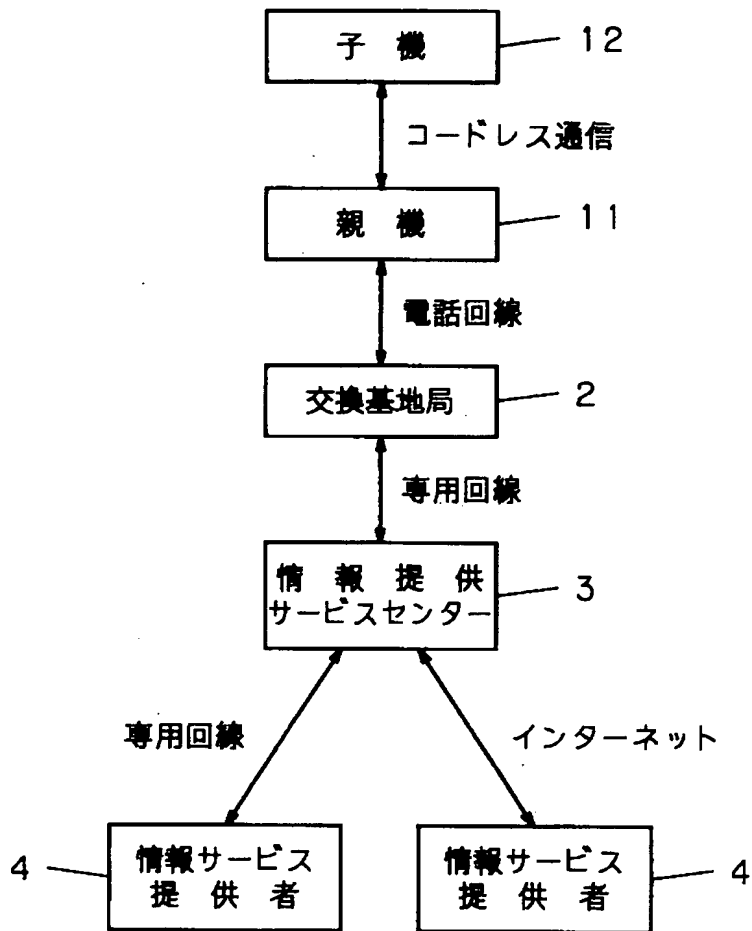 子 機
12
コードレス通信
親 機
11
電話回線
交換基地局
2
専用回線
情 報 提 供
サービスセンター
3
専用回線
インターネット
4
情報サービス
提 供 者
情報サービス
提 供 者
4